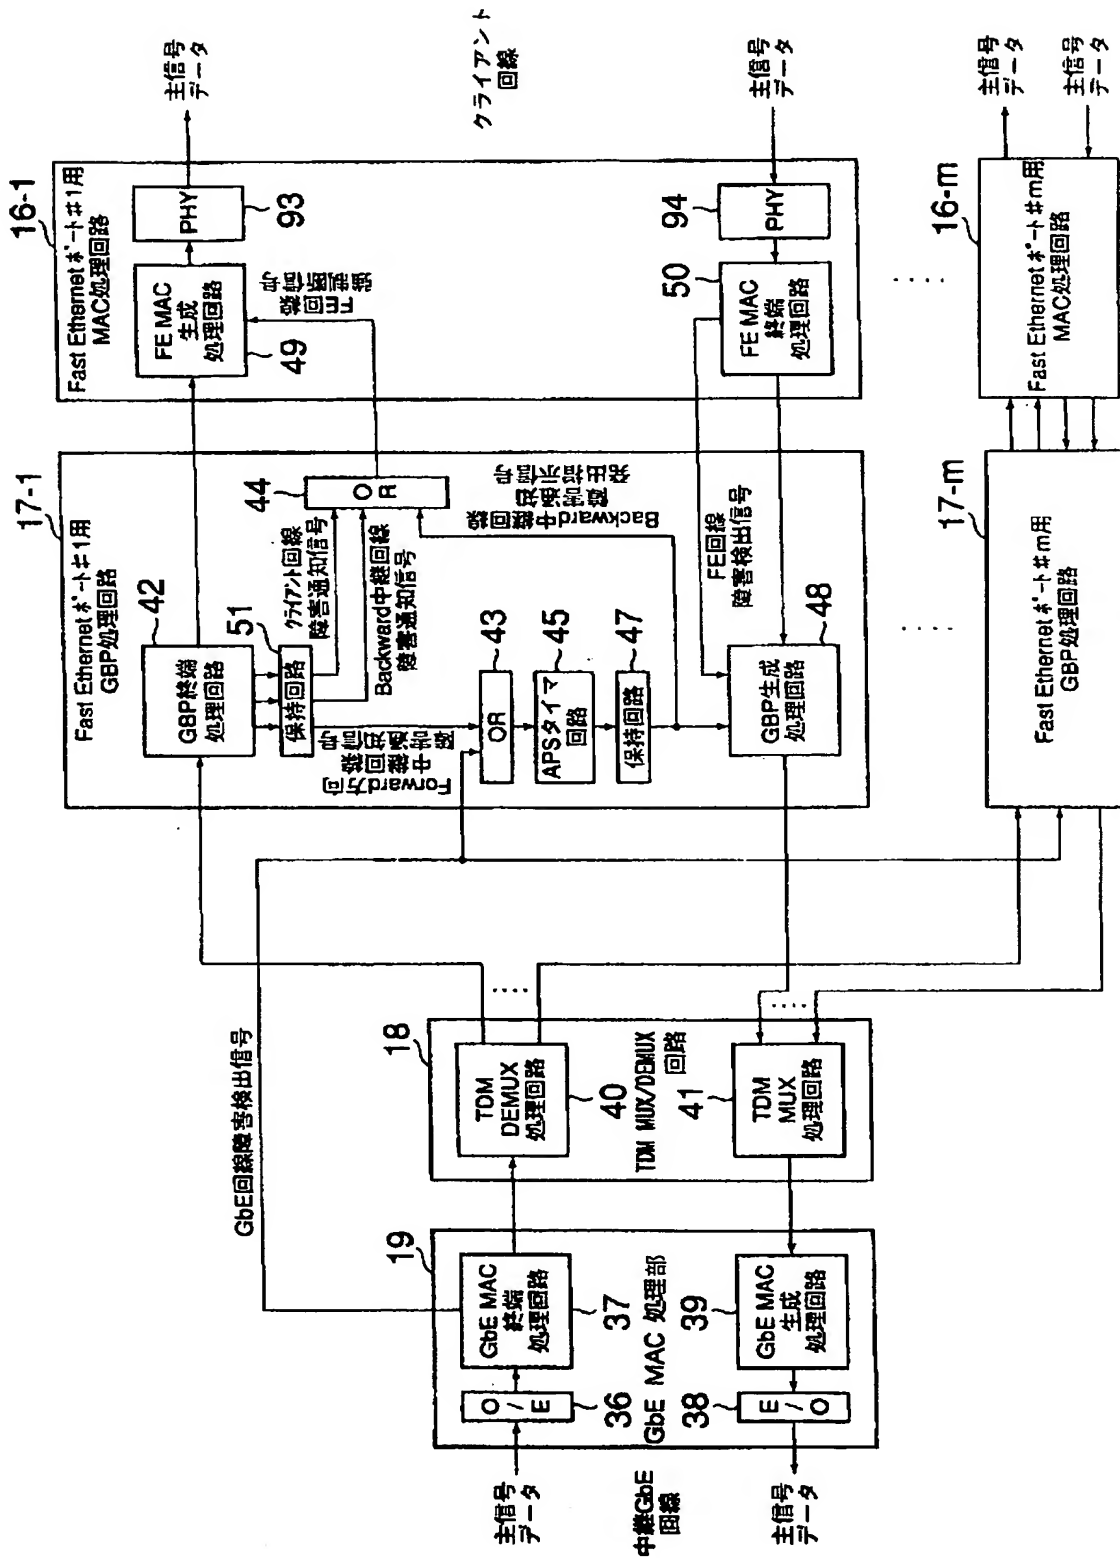 中継GbE
回線
主信号
データ
主信号
データ
19
O/E
36
GbE MAC
終端
処理回路
37
GbE MAC 処理部
E/O
38
GbE MAC
生成
処理回路
39
GbE回線障害検出信号
18
TDM
DEMUX
処理回路
40
TDM MUX/DEMUX
回路
41
TDM
MUX
処理回路
17-1
Fast Ethernetポート#1用
GBP処理回路
42
GBP終端
処理回路
51
保持回路
クライアント回線
障害通知信号
Backward中継回線
障害通知信号
Forward方向
中継回線
障害通知
信号
44
OR
43
OR
45
APSタイマ
回路
47
保持回路
Backward中継回線
障害通知
発出指示信号
FE回線
障害検出信号
48
GBP生成
処理回路
16-1
Fast Ethernetポート#1用
MAC処理回路
FE MAC
生成
処理回路
49
PHY
93
FE回線
強制断
信号
94
PHY
50
FE MAC
終端
処理回路
主信号
データ
クライアント
回線
主信号
データ
17-m
Fast Ethernetポート#m用
GBP処理回路
16-m
Fast Ethernetポート#m用
MAC処理回路
主信号
データ
主信号
データ